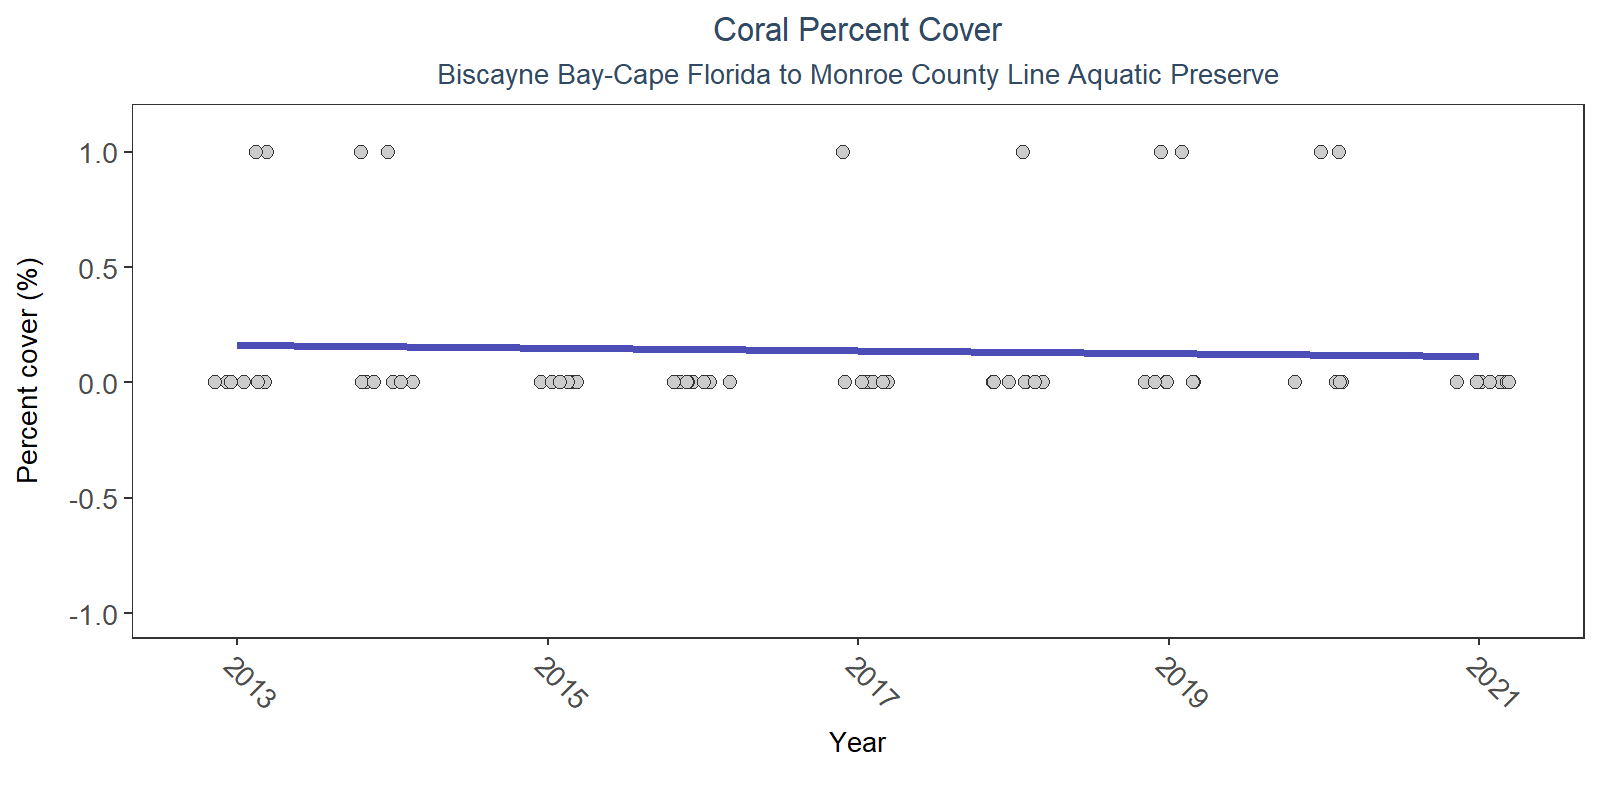 Coral Percent Cover
Biscayne Bay-Cape Florida to Monroe County Line Aquatic Preserve
Percent cover (%)
1.0
0.5
0.0
-0.5
-1.0
2013
2015
2017
2019
2021
Year